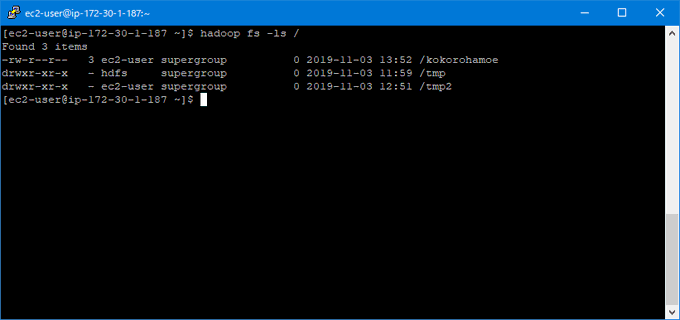 ec2-user@ip-172-30-1-187:~
[ec2-user@ip-172-30-1-187 ~]$ hadoop fs -ls /
Found 3 items
-rw-r--r--   3 ec2-user supergroup          0 2019-11-03 13:52 /kokorohamoe
drwxr-xr-x   - hdfs     supergroup          0 2019-11-03 11:59 /tmp
drwxr-xr-x   - ec2-user supergroup          0 2019-11-03 12:51 /tmp2
[ec2-user@ip-172-30-1-187 ~]$